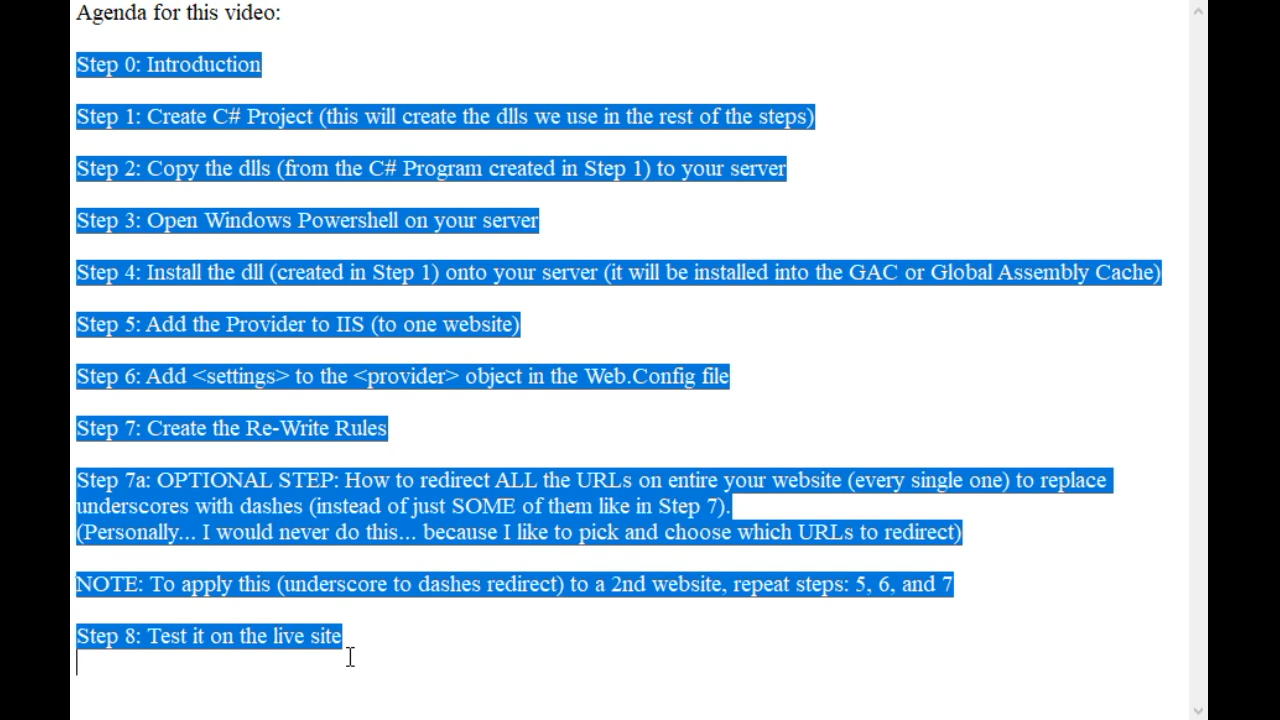 Agenda for this video:
Step 0: Introduction
Step 1: Create C# Project (this will create the dlls we use in the rest of the steps)
Step 2: Copy the dlls (from the C# Program created in Step 1) to your server
Step 3: Open Windows Powershell on your server
Step 4: Install the dll (created in Step 1) onto your server (it will be installed into the GAC or Global Assembly Cache)
Step 5: Add the Provider to IIS (to one website)
Step 6: Add <settings> to the <provider> object in the Web.Config file
Step 7: Create the Re-Write Rules
Step 7a: OPTIONAL STEP: How to redirect ALL the URLs on entire your website (every single one) to replace
underscores with dashes (instead of just SOME of them like in Step 7).
(Personally... I would never do this... because I like to pick and choose which URLs to redirect)
NOTE: To apply this (underscore to dashes redirect) to a 2nd website, repeat steps: 5, 6, and 7
Step 8: Test it on the live site